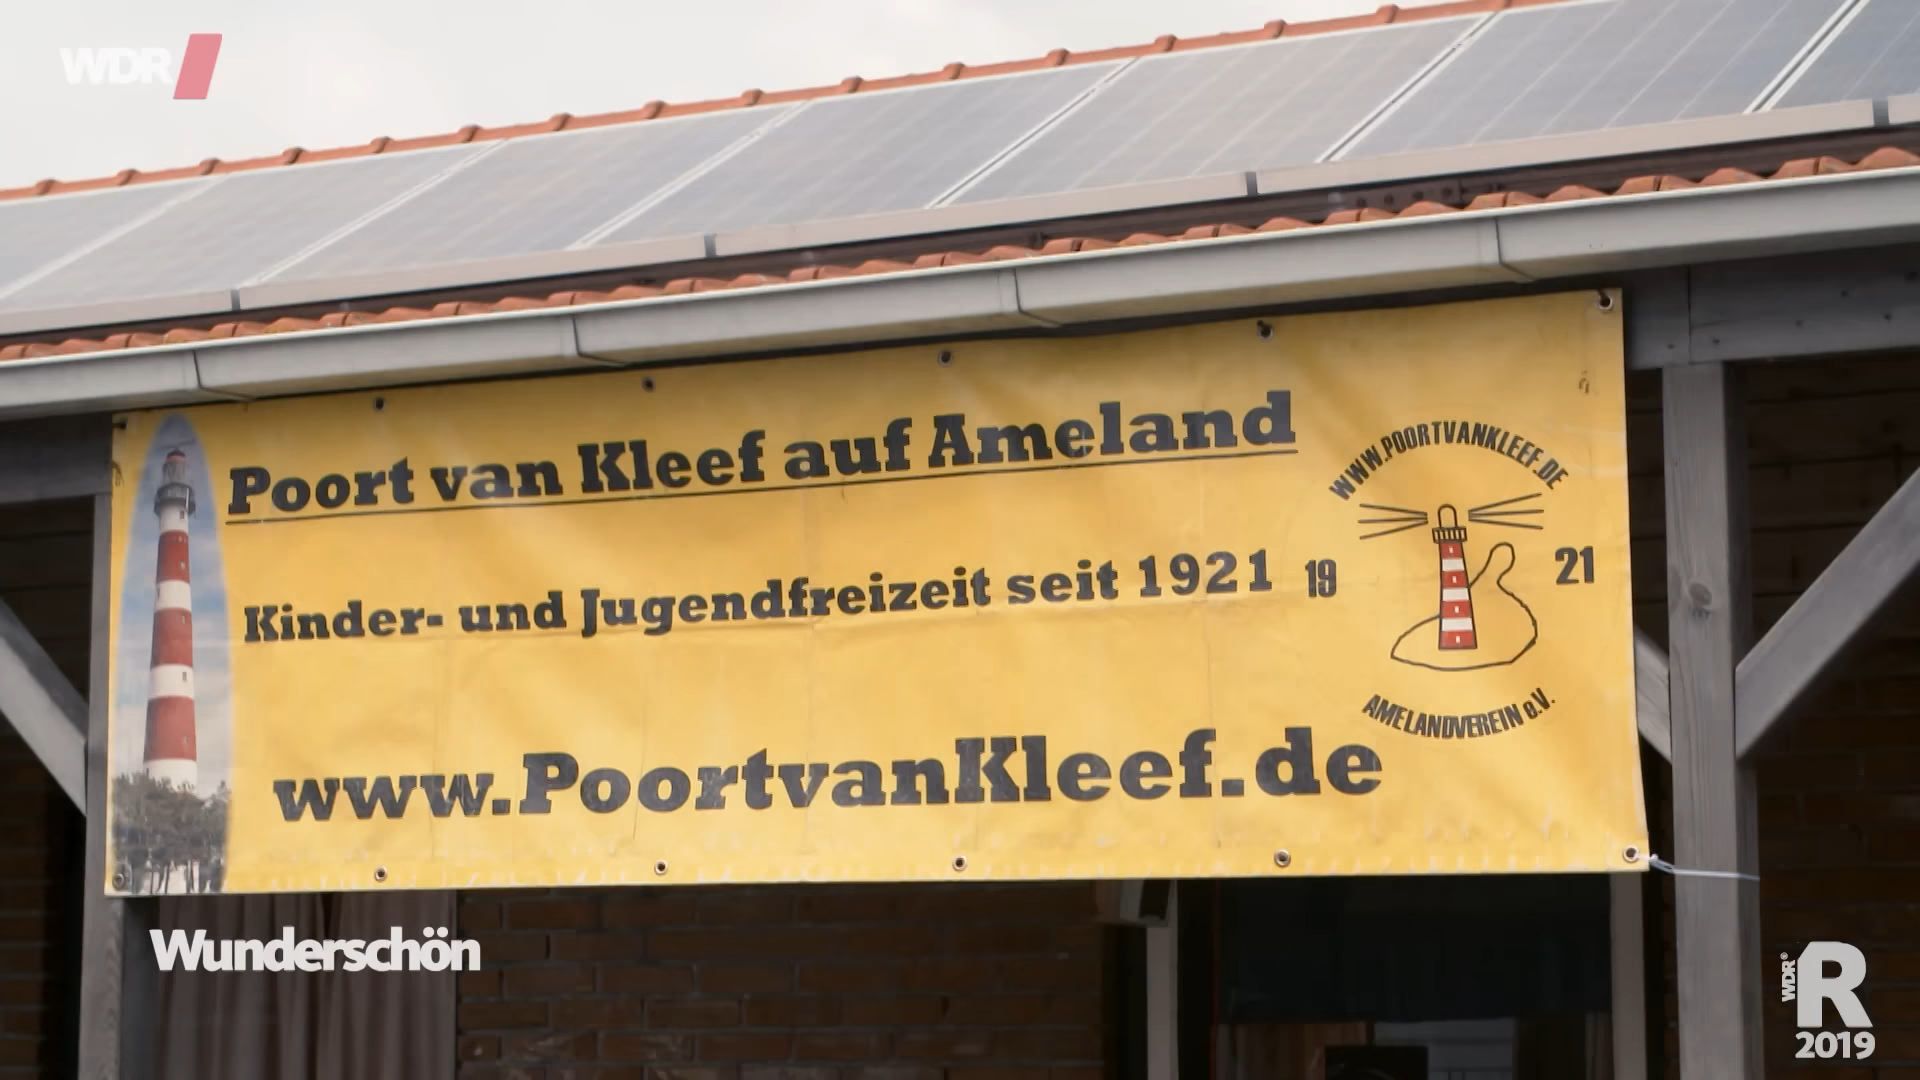 WDR
Poort van Kleef auf Ameland
Kinder- und Jugendfreizeit seit 1921
www.PoortvanKleef.de
WWW.POORTVANKLEEF.DE
19 21
AMELANDVEREIN e.V.
Wunderschön
WDR®
R
2019